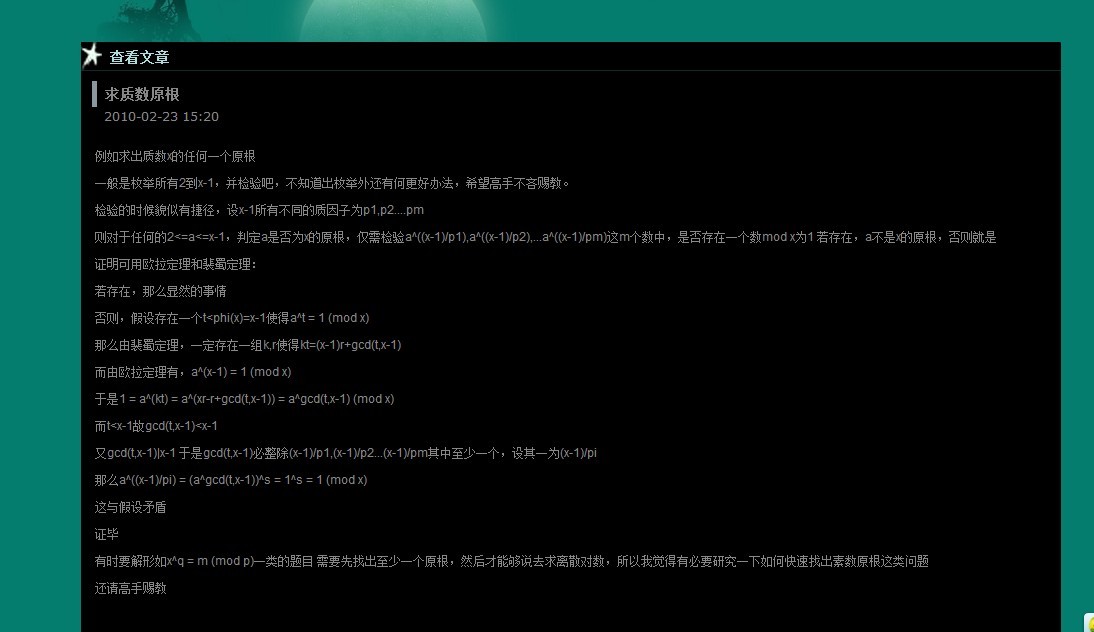 查看文章
求质数原根
2010-02-23 15:20
例如求出质数x的任何一个原根
一般是枚举所有2到x-1，并检验吧，不知道出枚举外还有何更好办法，希望高手不吝赐教。
检验的时候貌似有捷径，设x-1所有不同的质因子为p1,p2....pm
则对于任何的2<=a<=x-1，判定a是否为x的原根，仅需检验a^((x-1)/p1),a^((x-1)/p2),...a^((x-1)/pm)这m个数中，是否存在一个数mod x为1 若存在，a不是x的原根，否则就是
证明可用欧拉定理和裴蜀定理：
若存在，那么显然的事情
否则，假设存在一个t<phi(x)=x-1使得a^t = 1 (mod x)
那么由裴蜀定理，一定存在一组k,r使得kt=(x-1)r+gcd(t,x-1)
而由欧拉定理有，a^(x-1) = 1 (mod x)
于是1 = a^(kt) = a^(xr-r+gcd(t,x-1)) = a^gcd(t,x-1) (mod x)
而t<x-1故gcd(t,x-1)<x-1
又gcd(t,x-1)|x-1 于是gcd(t,x-1)必整除(x-1)/p1,(x-1)/p2...(x-1)/pm其中至少一个，设其一为(x-1)/pi
那么a^((x-1)/pi) = (a^gcd(t,x-1))^s = 1^s = 1 (mod x)
这与假设矛盾
证毕
有时要解形如x^q = m (mod p)一类的题目 需要先找出至少一个原根，然后才能够说去求离散对数，所以我觉得有必要研究一下如何快速找出素数原根这类问题
还请高手赐教